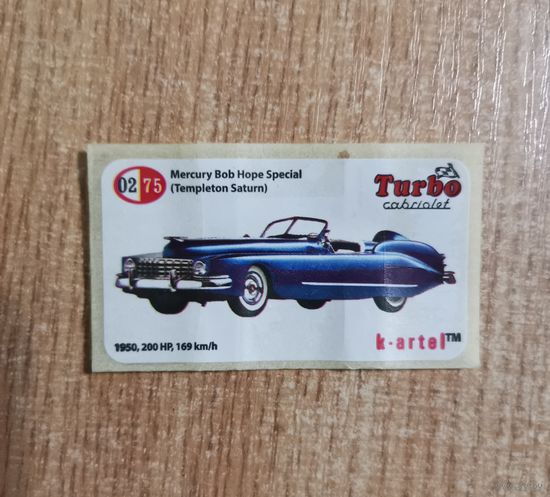 02 75
Mercury Bob Hope Special
(Templeton Saturn)
Turbo
cabriolet
1950, 200 HP, 169 km/h
k·artel™